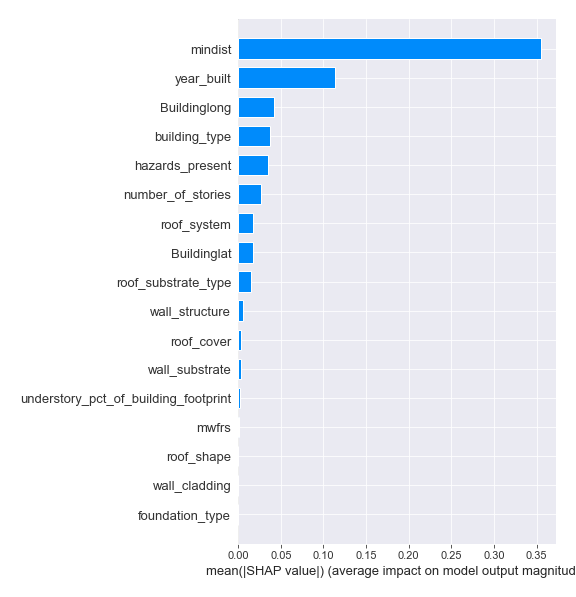 mindist
year_built
Buildinglong
building_type
hazards_present
number_of_stories
roof_system
Buildinglat
roof_substrate_type
wall_structure
roof_cover
wall_substrate
understory_pct_of_building_footprint
mwfrs
roof_shape
wall_cladding
foundation_type
0.00 0.05 0.10 0.15 0.20 0.25 0.30 0.35
mean(|SHAP value|) (average impact on model output magnitud